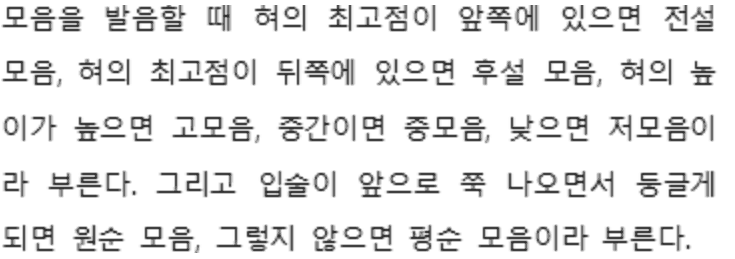 모음을 발음할 때 혀의 최고점이 앞쪽에 있으면 전설
모음, 혀의 최고점이 뒤쪽에 있으면 후설 모음, 혀의 높
이가 높으면 고모음, 중간이면 중모음, 낮으면 저모음이
라 부른다. 그리고 입술이 앞으로 쭉 나오면서 둥글게
되면 원순 모음, 그렇지 않으면 평순 모음이라 부른다.